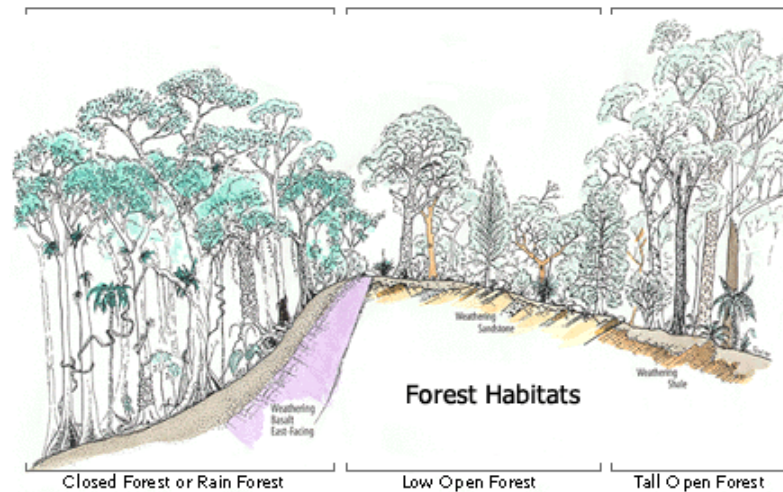 Weathering
Sandstone
Weathering
Shale
Forest Habitats
Weathering
Basalt
East-Facing
Closed Forest or Rain Forest
Low Open Forest
Tall Open Forest